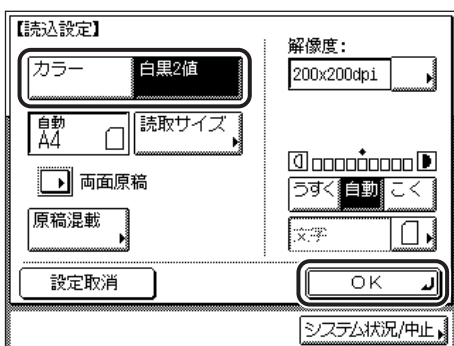 【読込設定】
カラー 白黒2値
解像度:
200x200dpi
自動
A4
読取サイズ
両面原稿
うすく 自動 こく
原稿混載
文字
設定取消
OK
システム状況/中止